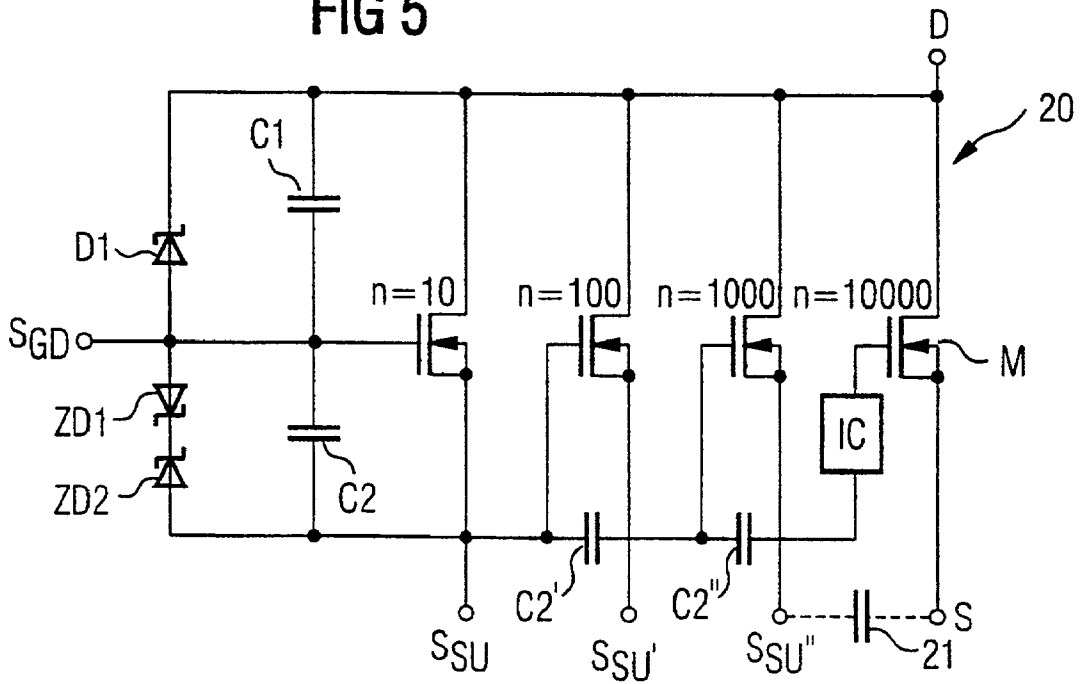 FIG 5
D
20
C1
D1
n=10
n=100
n=1000
n=10000
SGD
M
ZD1
IC
ZD2
C2
C2'
C2"
SSU
SSU'
SSU"
21
S